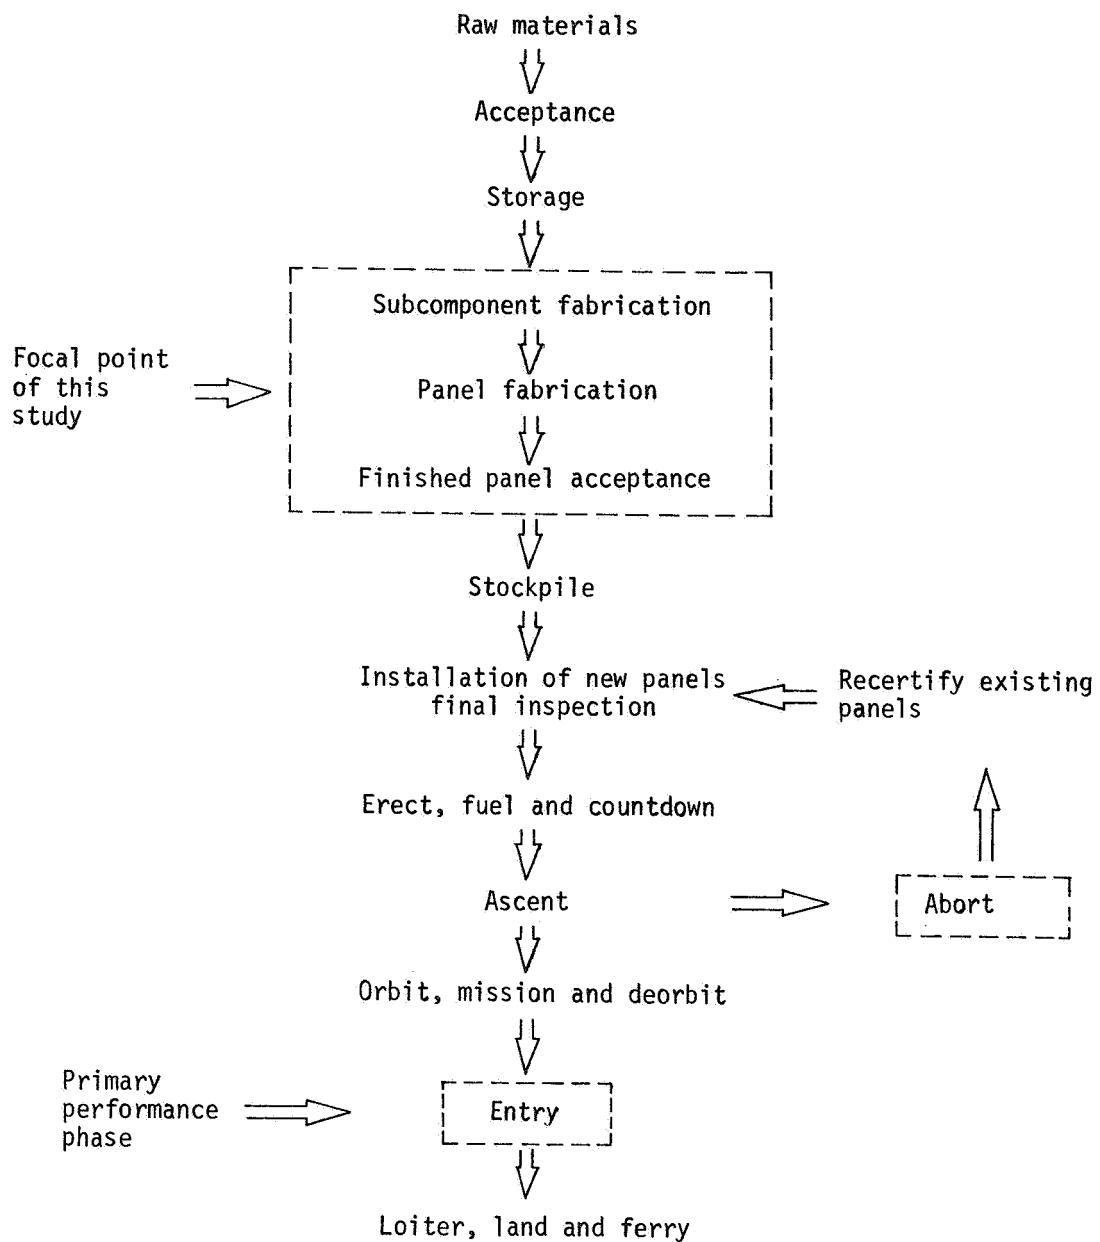 Raw materials
Acceptance
Storage
Subcomponent fabrication
Focal point
of this
study
Panel fabrication
Finished panel acceptance
Stockpile
Installation of new panels
final inspection
Recertify existing
panels
Erect, fuel and countdown
Ascent
Abort
Orbit, mission and deorbit
Primary
performance
phase
Entry
Loiter, land and ferry